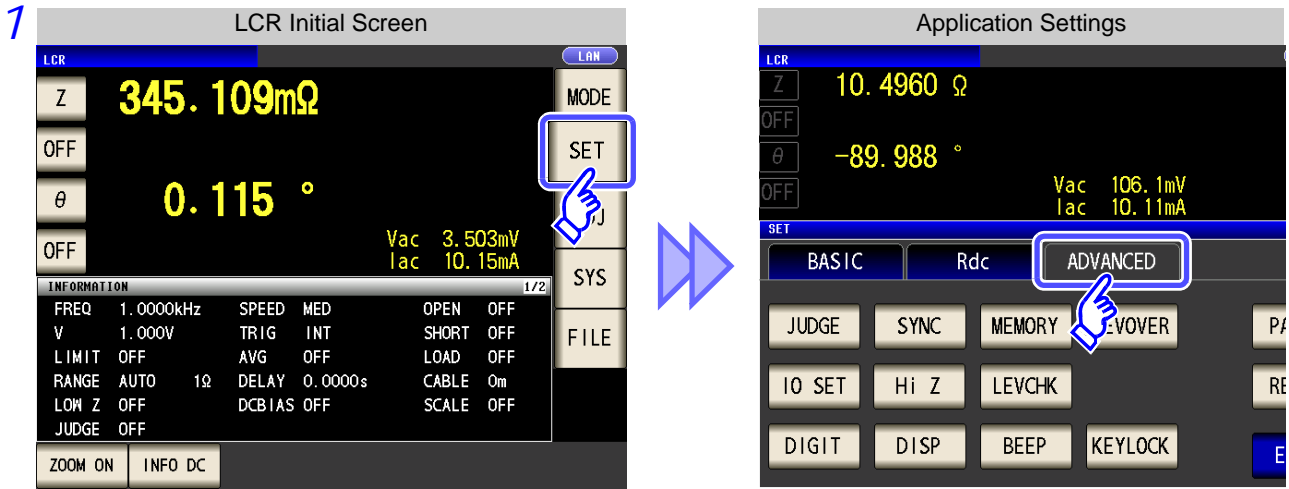 1
LCR Initial Screen
LCR
LAN
Z
345.109mΩ
MODE
OFF
SET
θ
0.115 °
J
OFF
Vac 3.503mV
Iac 10.15mA
SYS
INFORMATION 1/2
FREQ 1.0000kHz SPEED MED OPEN OFF
V 1.000V TRIG INT SHORT OFF
LIMIT OFF AVG OFF LOAD OFF
RANGE AUTO 1Ω DELAY 0.0000s CABLE 0m
LOW Z OFF DCBIAS OFF SCALE OFF
JUDGE OFF
FILE
ZOOM ON INFO DC
Application Settings
LCR
Z
10.4960 Ω
OFF
θ
-89.988 °
OFF
Vac 106.1mV
Iac 10.11mA
SET
BASIC Rdc ADVANCED
JUDGE SYNC MEMORY VOVER PA
IO SET Hi Z LEVCHK RE
DIGIT DISP BEEP KEYLOCK E